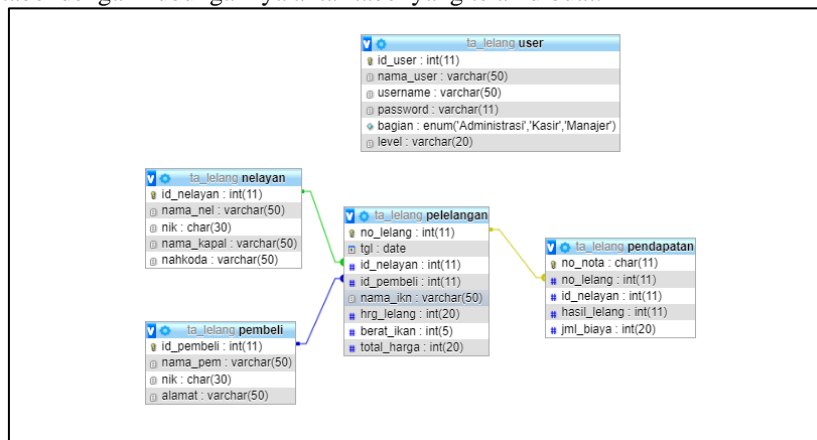 ta_lelang user
id_user : int(11)
nama_user : varchar(50)
username : varchar(50)
password : varchar(11)
bagian : enum('Administrasi','Kasir','Manajer')
level : varchar(20)
ta_lelang nelayan
id_nelayan : int(11)
nama_nel : varchar(50)
nik : char(30)
nama_kapal : varchar(50)
nahkoda : varchar(50)
ta_lelang pelelangan
no_lelang : int(11)
tgl : date
id_nelayan : int(11)
id_pembeli : int(11)
nama_ikn : varchar(50)
hrg_lelang : int(20)
berat_ikan : int(5)
total_harga : int(20)
ta_lelang pendapatan
no_nota : char(11)
no_lelang : int(11)
id_nelayan : int(11)
hasil_lelang : int(11)
jml_biaya : int(20)
ta_lelang pembeli
id_pembeli : int(11)
nama_pem : varchar(50)
nik : char(30)
alamat : varchar(50)